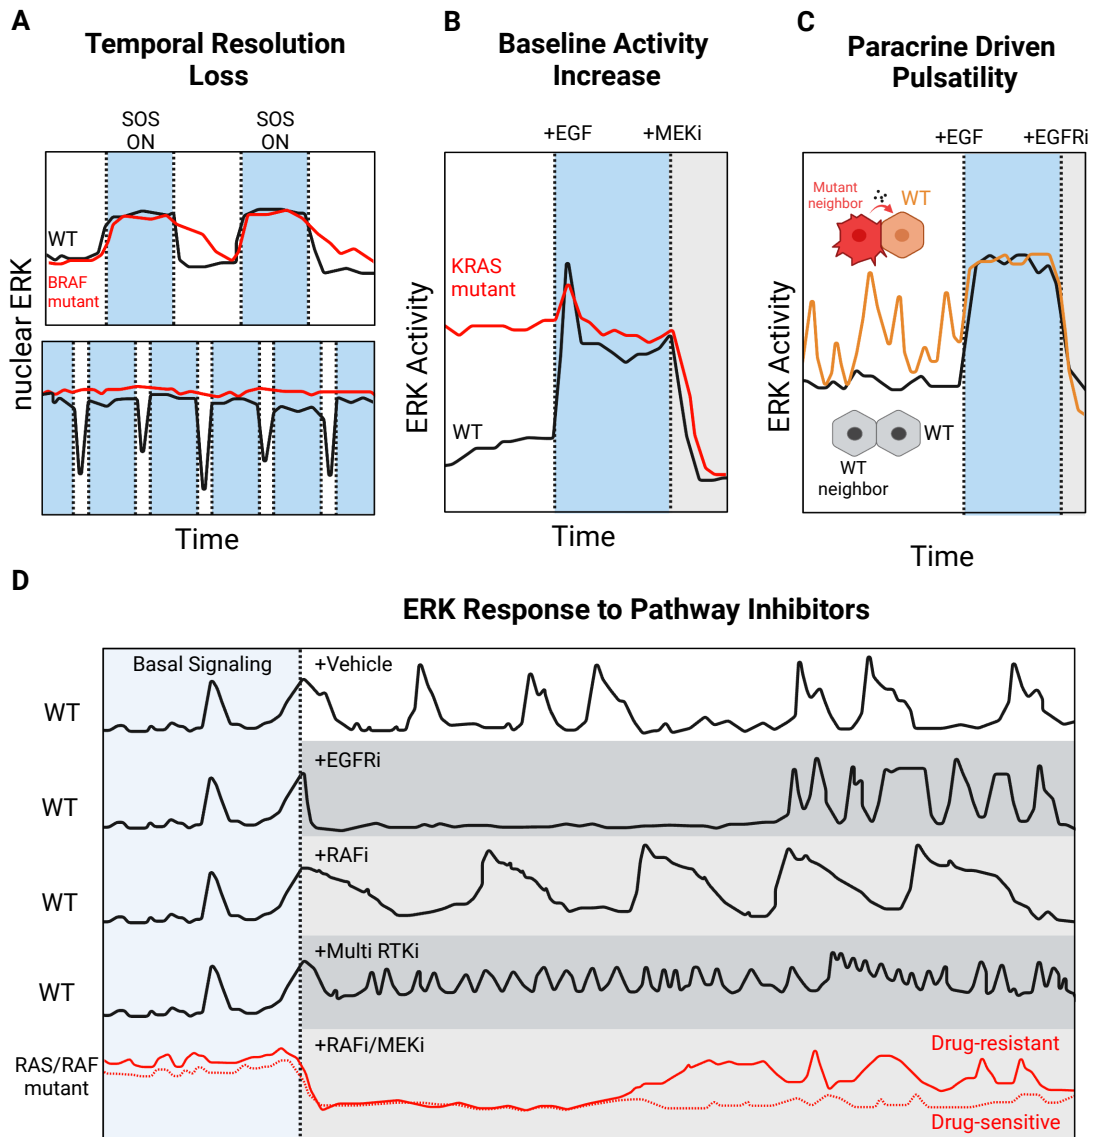 A
Temporal Resolution
Loss
SOS
ON
SOS
ON
WT
BRAF
mutant
nuclear ERK
Time
B
Baseline Activity
Increase
+EGF
+MEKi
KRAS
mutant
WT
ERK Activity
Time
C
Paracrine Driven
Pulsatility
+EGF
+EGFRi
Mutant
neighbor
WT
WT
WT
neighbor
ERK Activity
Time
D
ERK Response to Pathway Inhibitors
Basal Signaling
+Vehicle
WT
+EGFRi
WT
+RAFi
WT
+Multi RTKi
WT
+RAFi/MEKi
RAS/RAF
mutant
Drug-resistant
Drug-sensitive